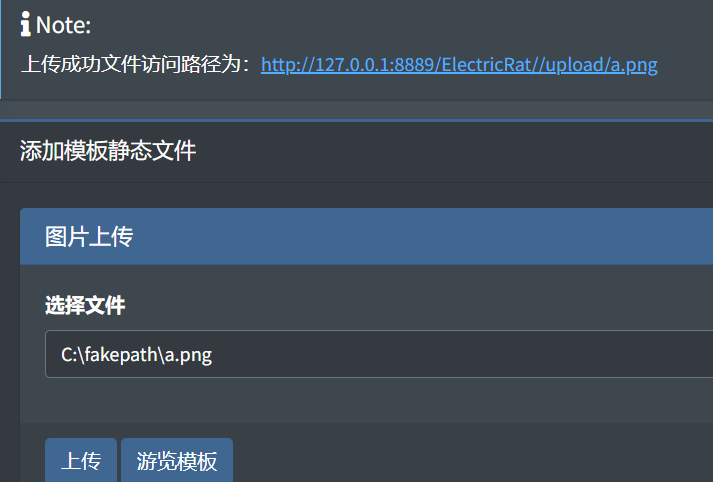 Note:
上传成功文件访问路径为：http://127.0.0.1:8889/ElectricRat//upload/a.png
添加模板静态文件
图片上传
选择文件
C:\fakepath\a.png
上传 游览模板